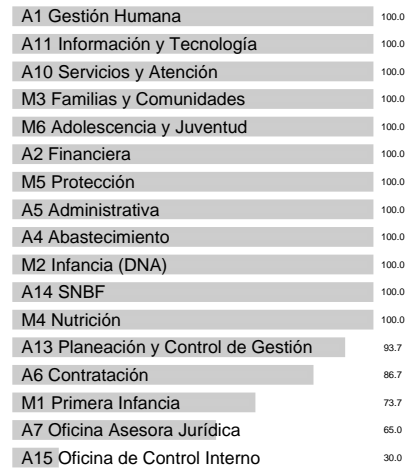 A1 Gestión Humana 100.0
A11 Información y Tecnología 100.0
A10 Servicios y Atención 100.0
M3 Familias y Comunidades 100.0
M6 Adolescencia y Juventud 100.0
A2 Financiera 100.0
M5 Protección 100.0
A5 Administrativa 100.0
A4 Abastecimiento 100.0
M2 Infancia (DNA) 100.0
A14 SNBF 100.0
M4 Nutrición 100.0
A13 Planeación y Control de Gestión 93.7
A6 Contratación 86.7
M1 Primera Infancia 73.7
A7 Oficina Asesora Jurídica 65.0
A15 Oficina de Control Interno 30.0